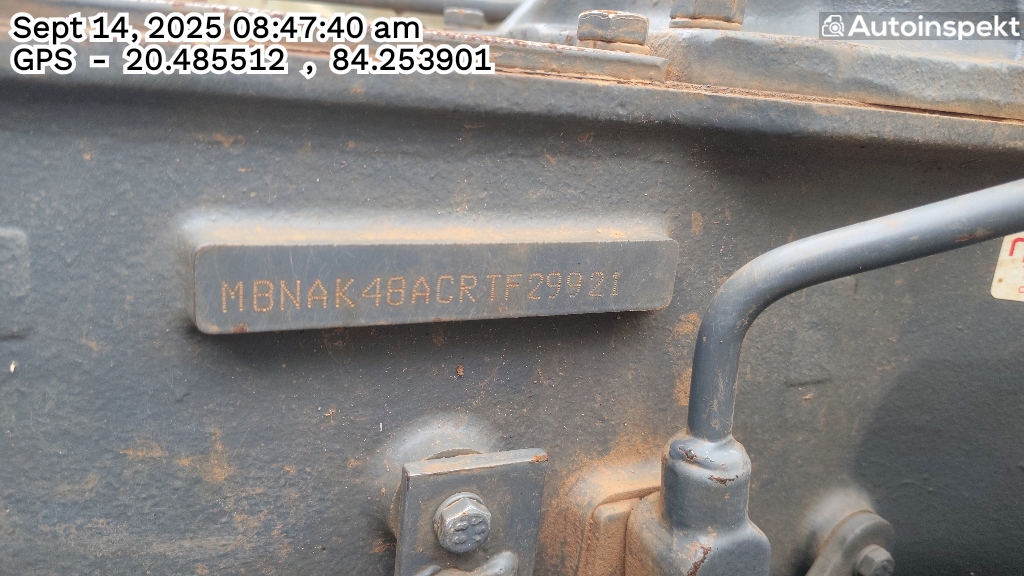 Sept 14, 2025 08:47:40 am
GPS - 20.485512 , 84.253901
Autoinspekt
MBNAK48ACRTF29921